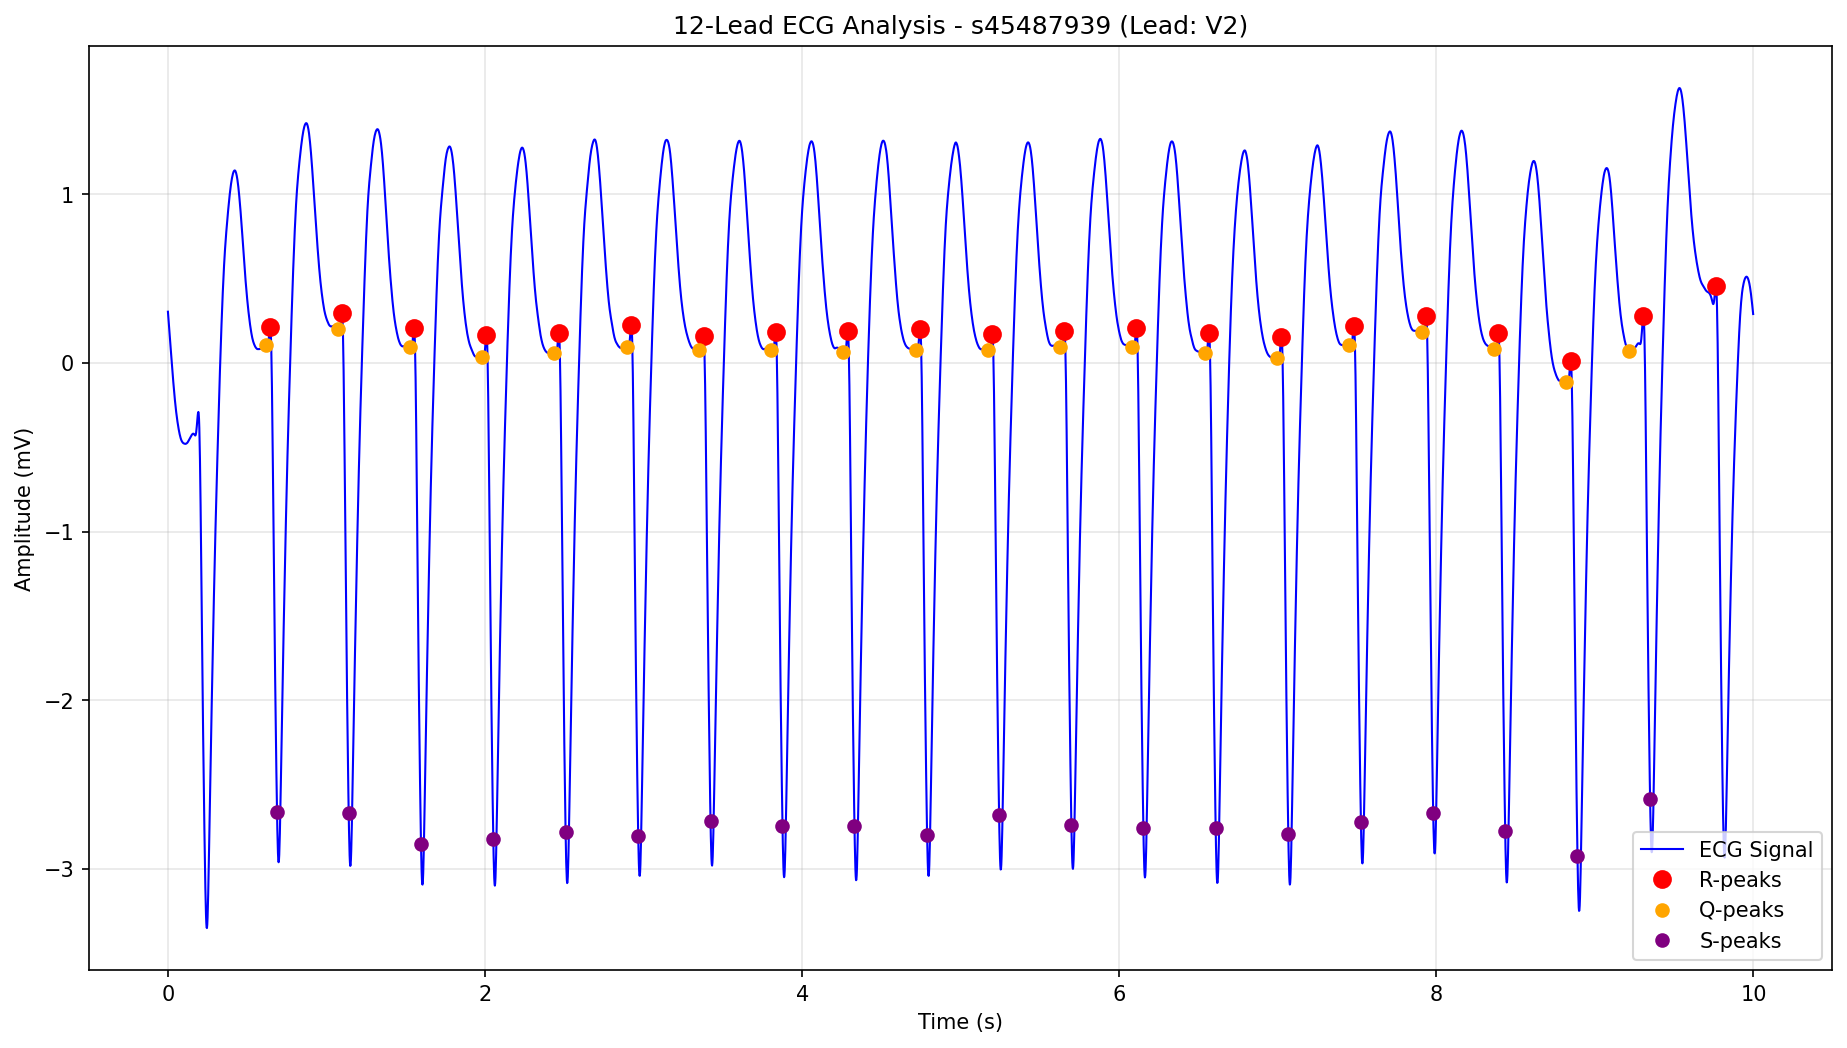 12-Lead ECG Analysis - s45487939 (Lead: V2)
Amplitude (mV)
1
0
−1
−2
−3
0
2
4
6
8
10
Time (s)
ECG Signal
R-peaks
Q-peaks
S-peaks